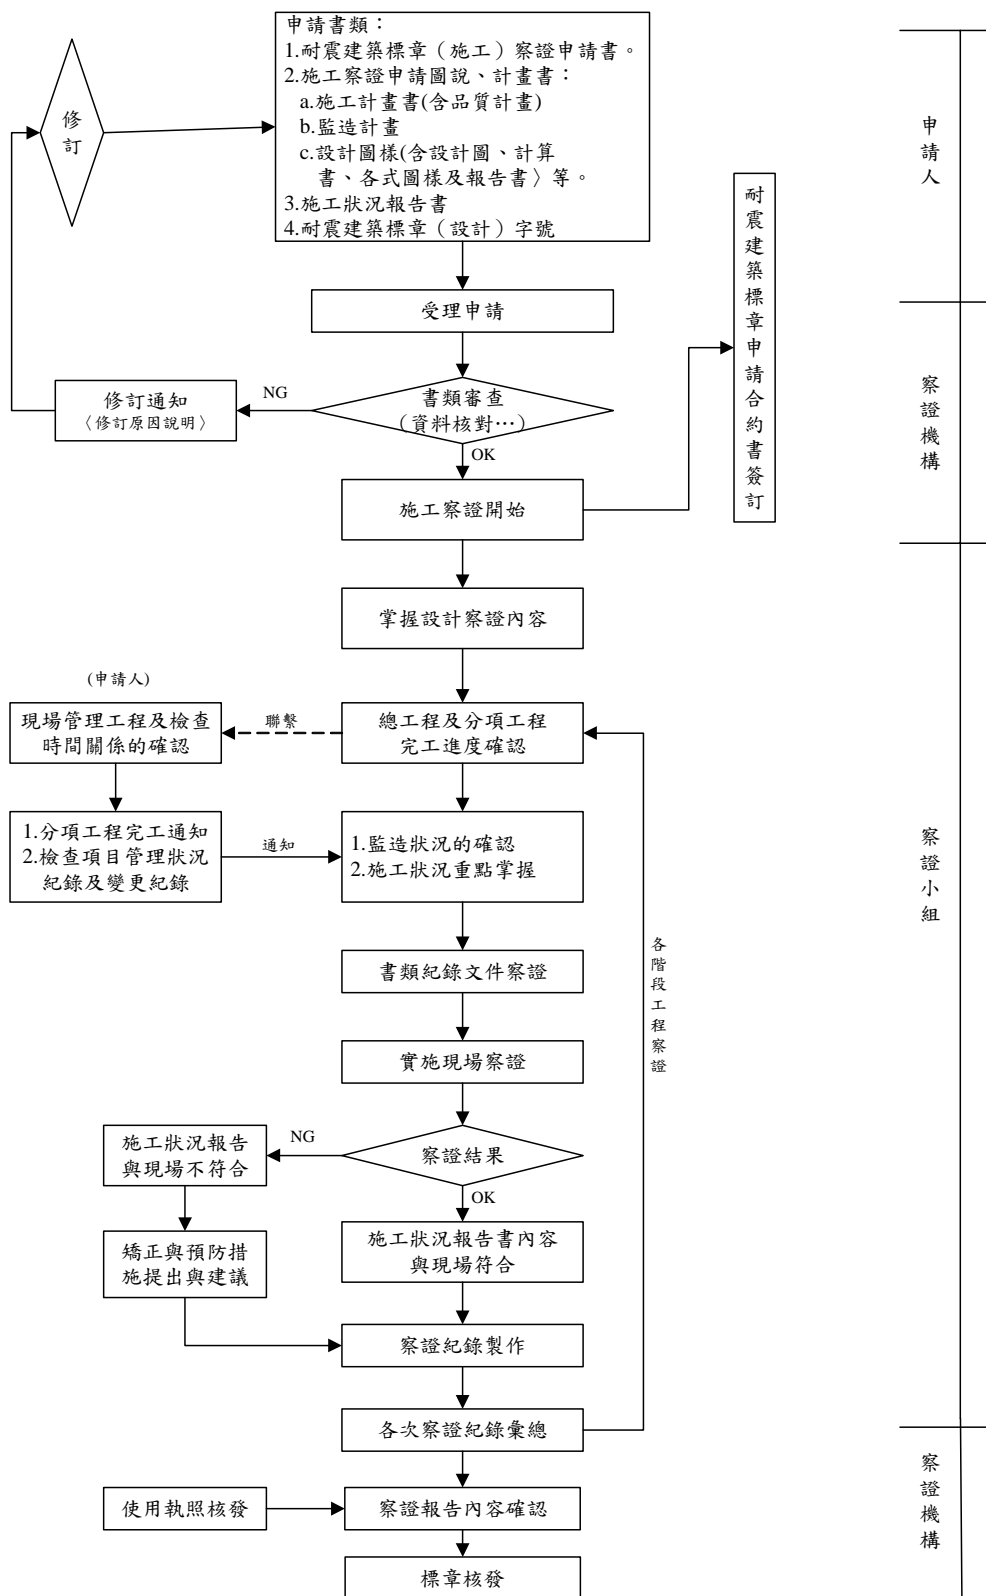 申請書類：
1.耐震建築標章（施工）察證申請書。
2.施工察證申請圖說、計畫書：
a.施工計畫書(含品質計畫)
b.監造計畫
c.設計圖樣(含設計圖、計算
書、各式圖樣及報告書〉等。
3.施工狀況報告書
4.耐震建築標章（設計）字號
修
訂
申請人
受理申請
耐震建築標章申請合約書簽訂
修訂通知
〈修訂原因說明〉
NG
書類審查
(資料核對…)
OK
察證機構
施工察證開始
掌握設計察證內容
(申請人)
現場管理工程及檢查
時間關係的確認
聯繫
總工程及分項工程
完工進度確認
1.分項工程完工通知
2.檢查項目管理狀況
紀錄及變更紀錄
通知
1.監造狀況的確認
2.施工狀況重點掌握
察證小組
書類紀錄文件察證
各階段工程察證
實施現場察證
施工狀況報告
與現場不符合
NG
察證結果
OK
矯正與預防措
施提出與建議
施工狀況報告書內容
與現場符合
察證紀錄製作
各次察證紀錄彙總
使用執照核發
察證報告內容確認
察證機構
標章核發